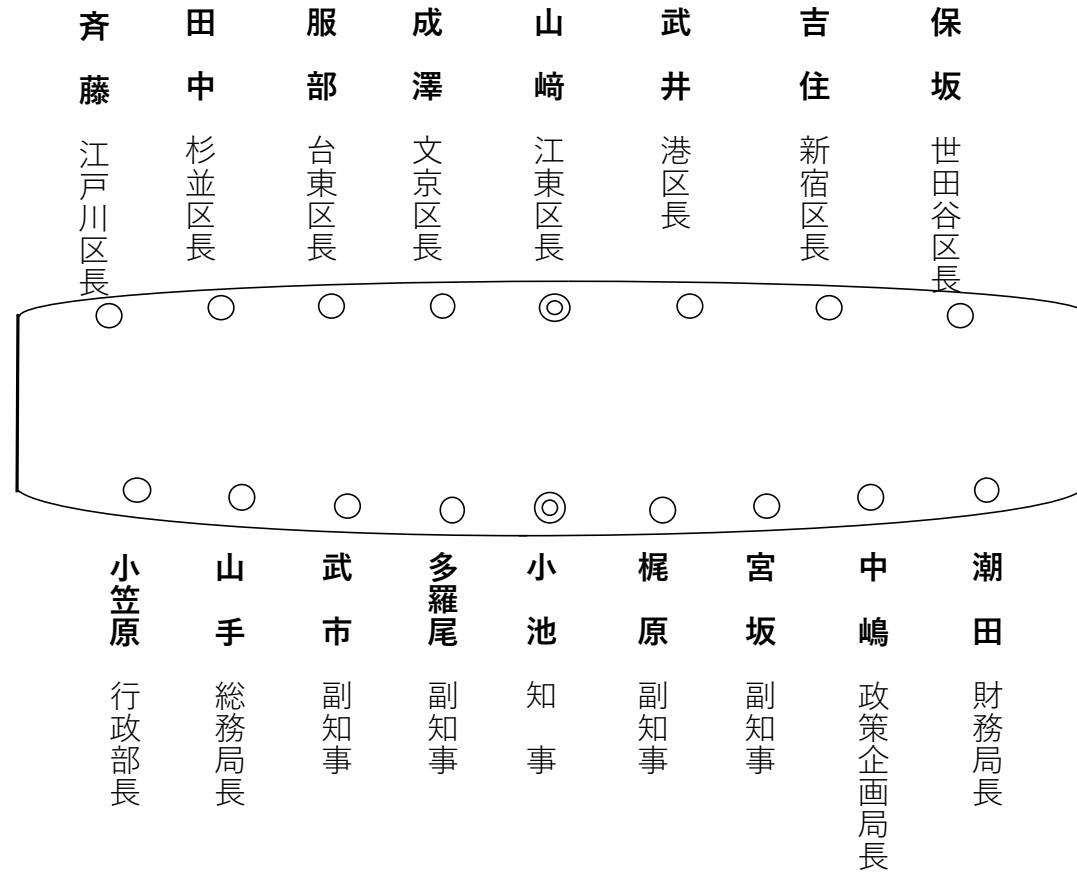 斉藤 江戸川区長
田中 杉並区長
服部 台東区長
成澤 文京区長
山﨑 江東区長
武井 港区長
吉住 新宿区長
保坂 世田谷区長
小笠原 行政部長
山手 総務局長
武市 副知事
多羅尾 副知事
小池 知事
梶原 副知事
宮坂 副知事
中嶋 政策企画局長
潮田 財務局長